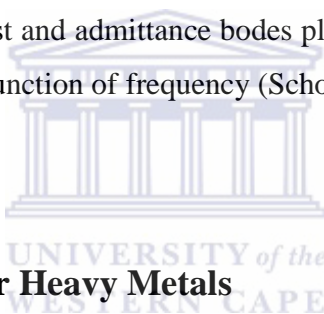 st and admittance bodes pl
unction of frequency (Scho
UNIVERSITY of the
r Heavy Metals
WESTERN CAPE